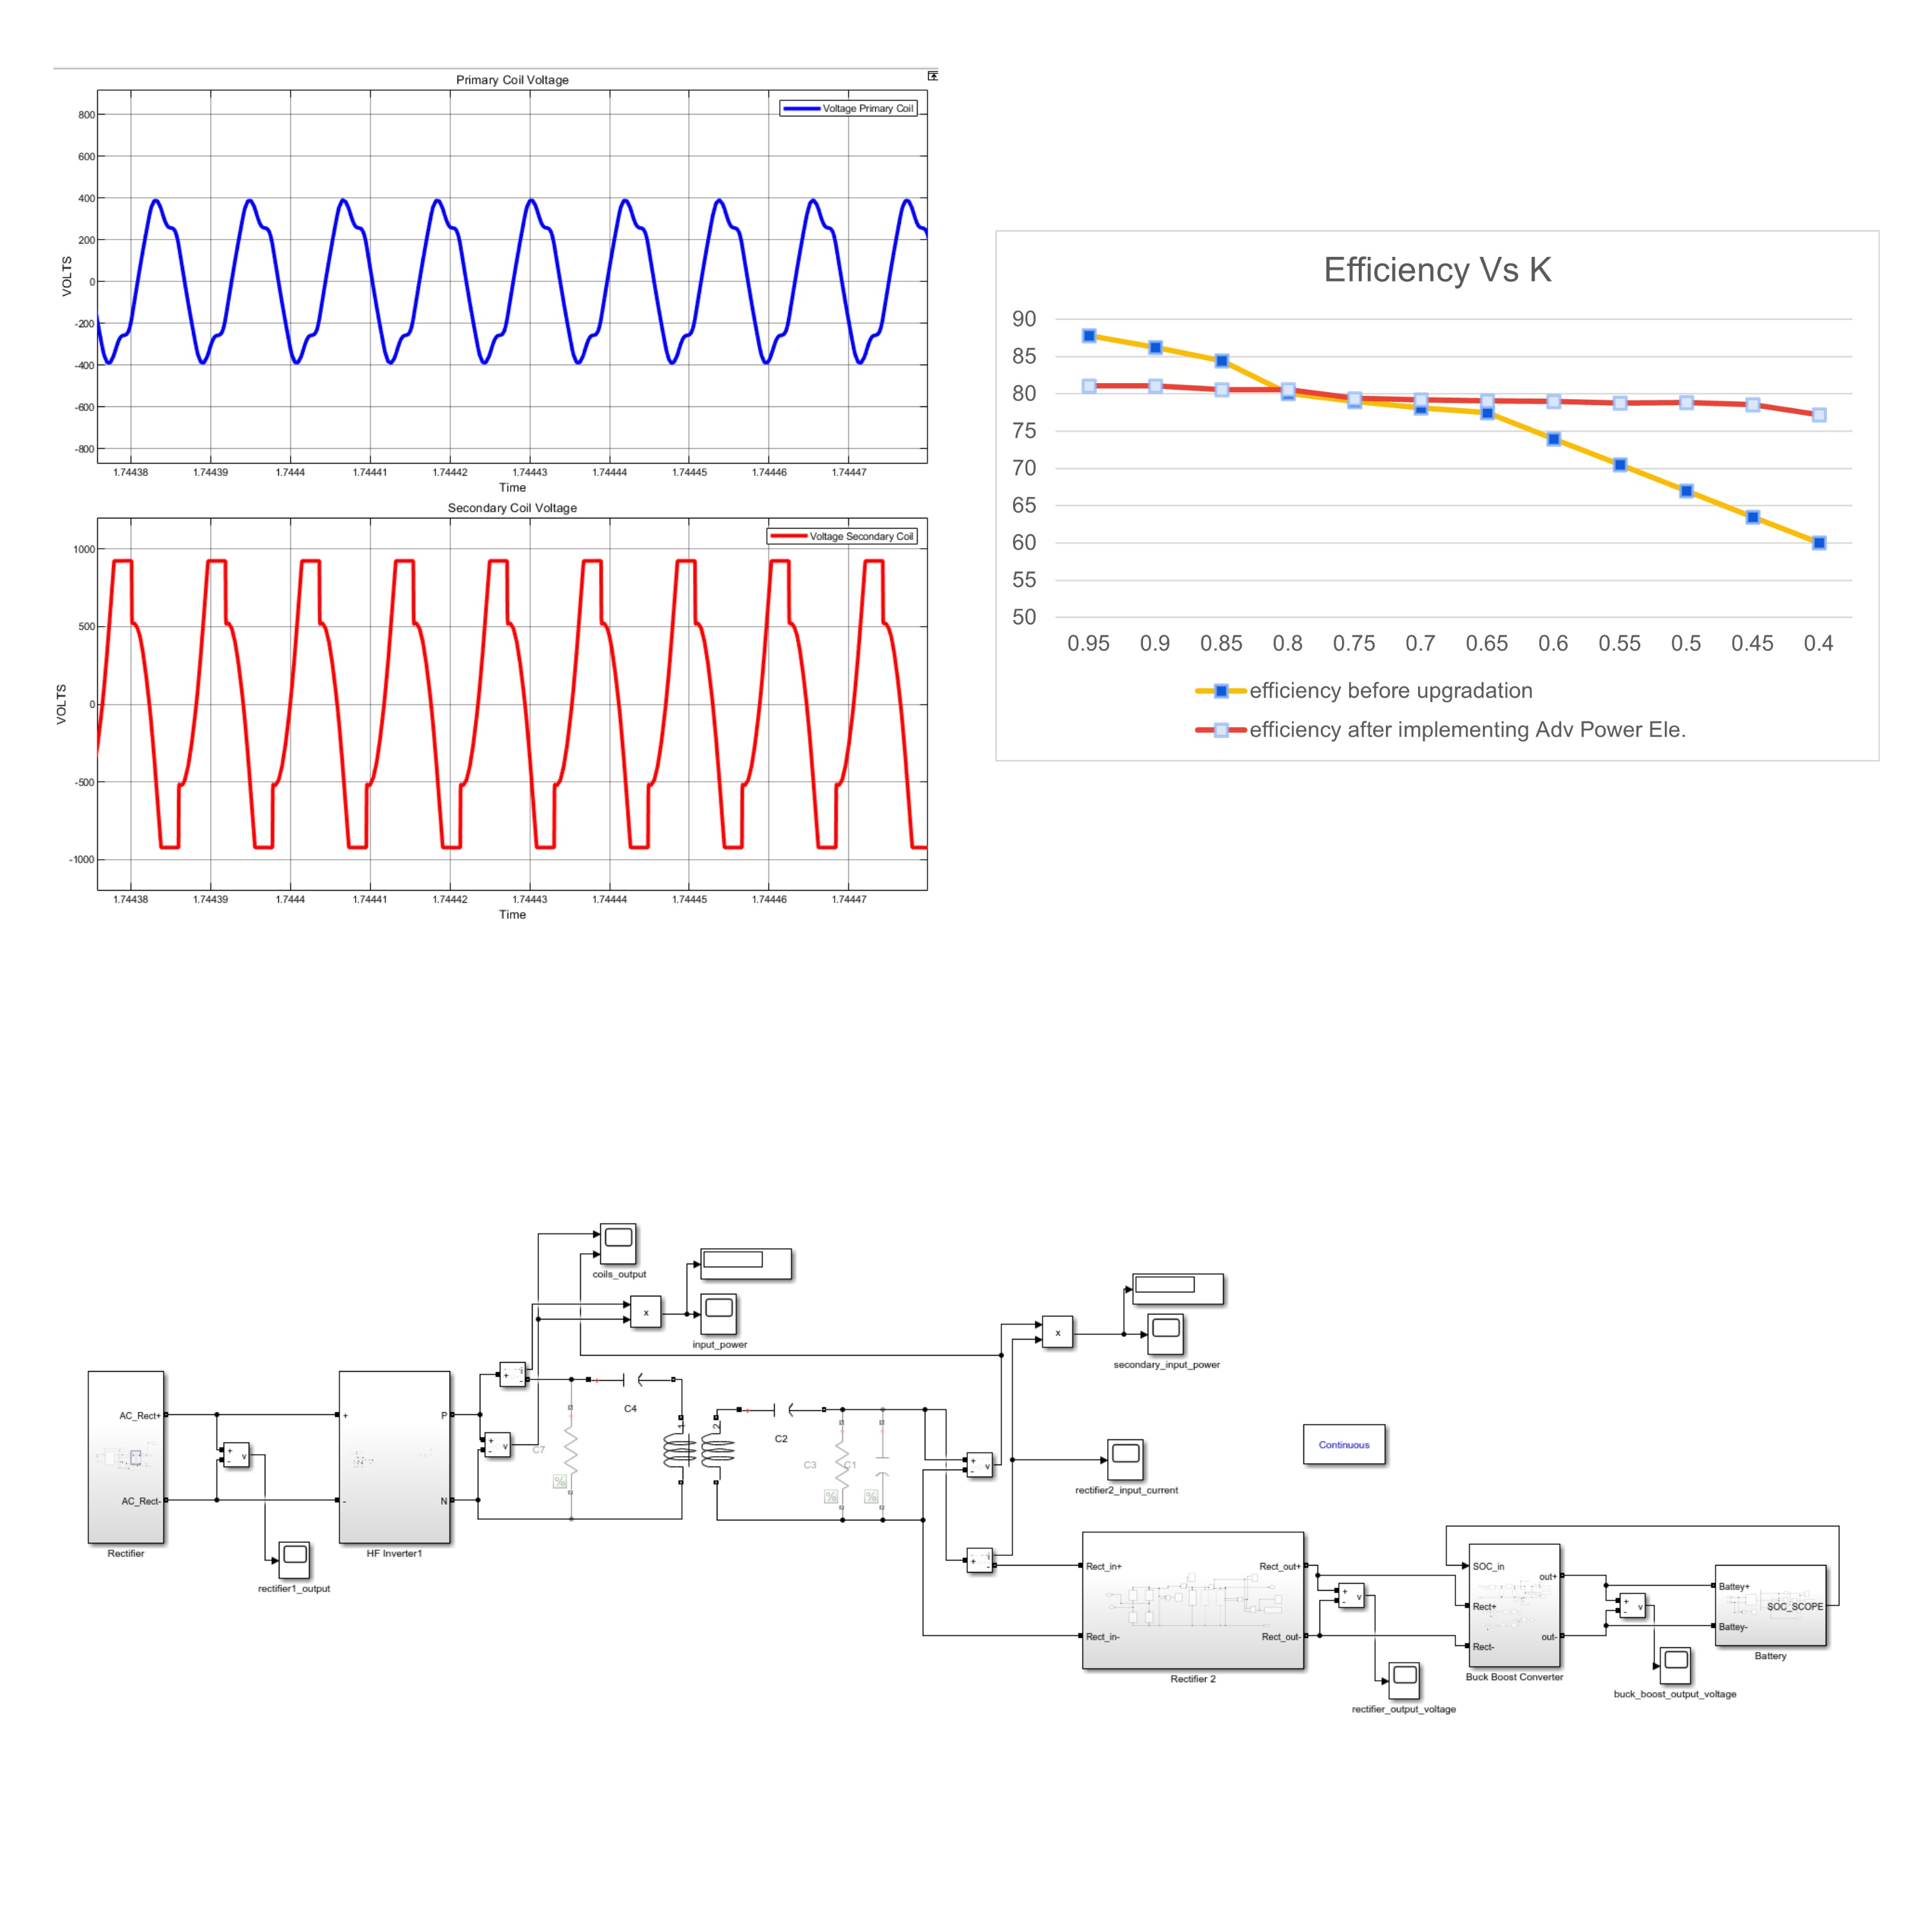 Primary Coil Voltage
Voltage Primary Coil
800
600
400
200
0
-200
-400
-600
-800
VOLTS
1.74438 1.74439 1.7444 1.74441 1.74442 1.74443 1.74444 1.74445 1.74446 1.74447
Time
Secondary Coil Voltage
Voltage Secondary Coil
1000
500
0
-500
-1000
VOLTS
1.74438 1.74439 1.7444 1.74441 1.74442 1.74443 1.74444 1.74445 1.74446 1.74447
Time
Efficiency Vs K
90
85
80
75
70
65
60
55
50
0.95 0.9 0.85 0.8 0.75 0.7 0.65 0.6 0.55 0.5 0.45 0.4
efficiency before upgradation
efficiency after implementing Adv Power Ele.
coils_output
x
input_power
x
secondary_input_power
AC_Rect+
AC_Rect-
Rectifier
+
-
v
rectifier1_output
+
-
P
N
HF Inverter1
+
i
-
+
-
v
C7
%
C4
1
2
C2
C3
%
C1
%
+
-
v
+
i
-
rectifier2_input_current
Continuous
Rect_in+
Rect_in-
Rect_out+
Rect_out-
Rectifier 2
+
-
v
rectifier_output_voltage
SOC_in
Rect+
Rect-
out+
out-
Buck Boost Converter
+
-
v
buck_boost_output_voltage
Battey+
Battey-
SOC_SCOPE
Battery